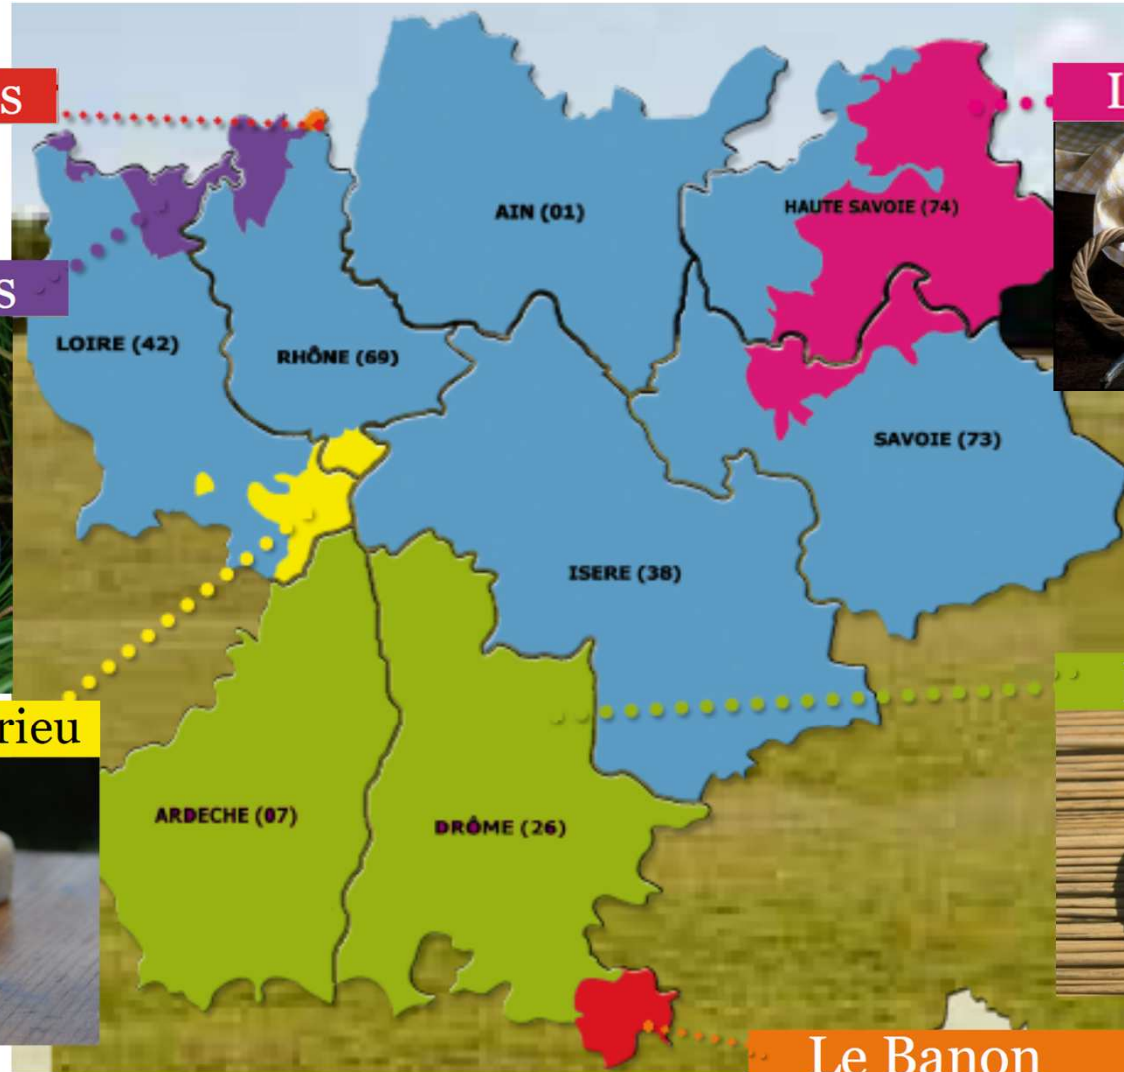 s
L
AIN (01)
HAUTE SAVOIE (74)
s
LOIRE (42)
RHÔNE (69)
SAVOIE (73)
ISERE (38)
rieu
ARDECHE (07)
DRÔME (26)
Le Banon